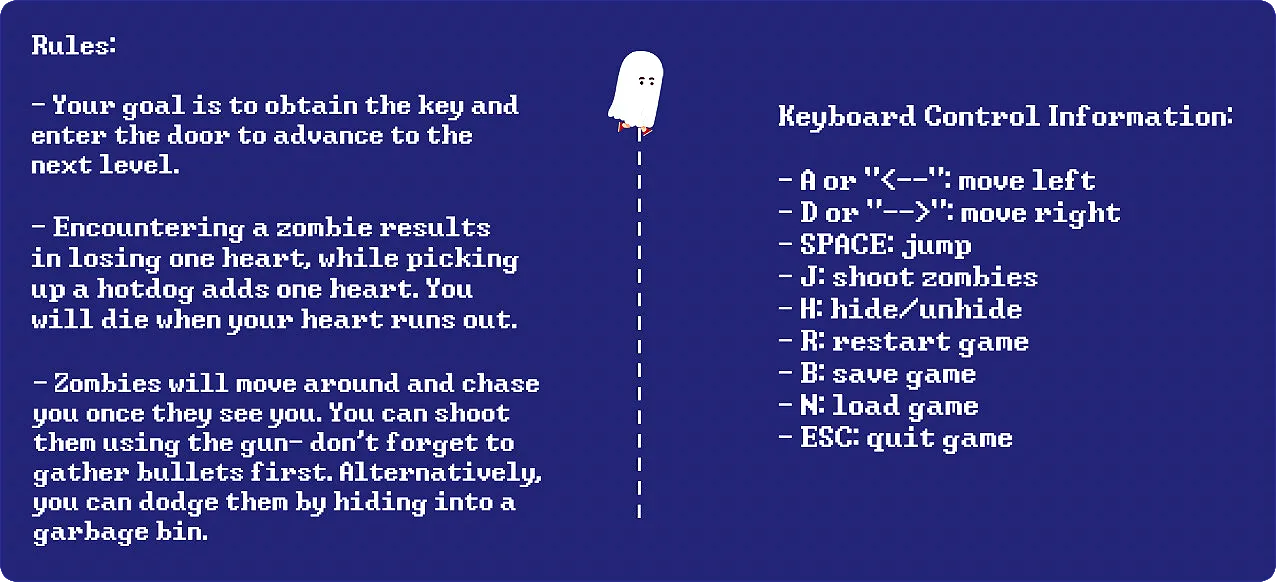 Rules:
- Your goal is to obtain the key and
enter the door to advance to the
next level.
- Encountering a zombie results
in losing one heart, while picking
up a hotdog adds one heart. You
will die when your heart runs out.
- Zombies will move around and chase
you once they see you. You can shoot
them using the gun- don't forget to
gather bullets first. Alternatively,
you can dodge them by hiding into a
garbage bin.
Keyboard Control Information:
- A or "<--": move left
- D or "-->": move right
- SPACE: jump
- J: shoot zombies
- H: hide/unhide
- R: restart game
- B: save game
- N: load game
- ESC: quit game